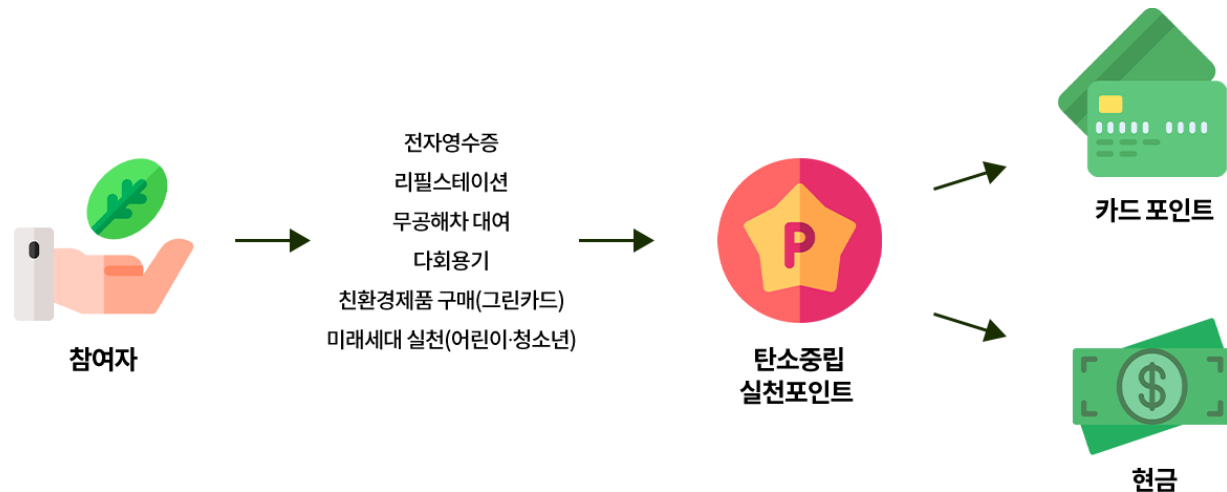 참여자
전자영수증
리필스테이션
무공해차 대여
다회용기
친환경제품 구매(그린카드)
미래세대 실천(어린이·청소년)
P
탄소중립
실천포인트
카드 포인트
$
현금